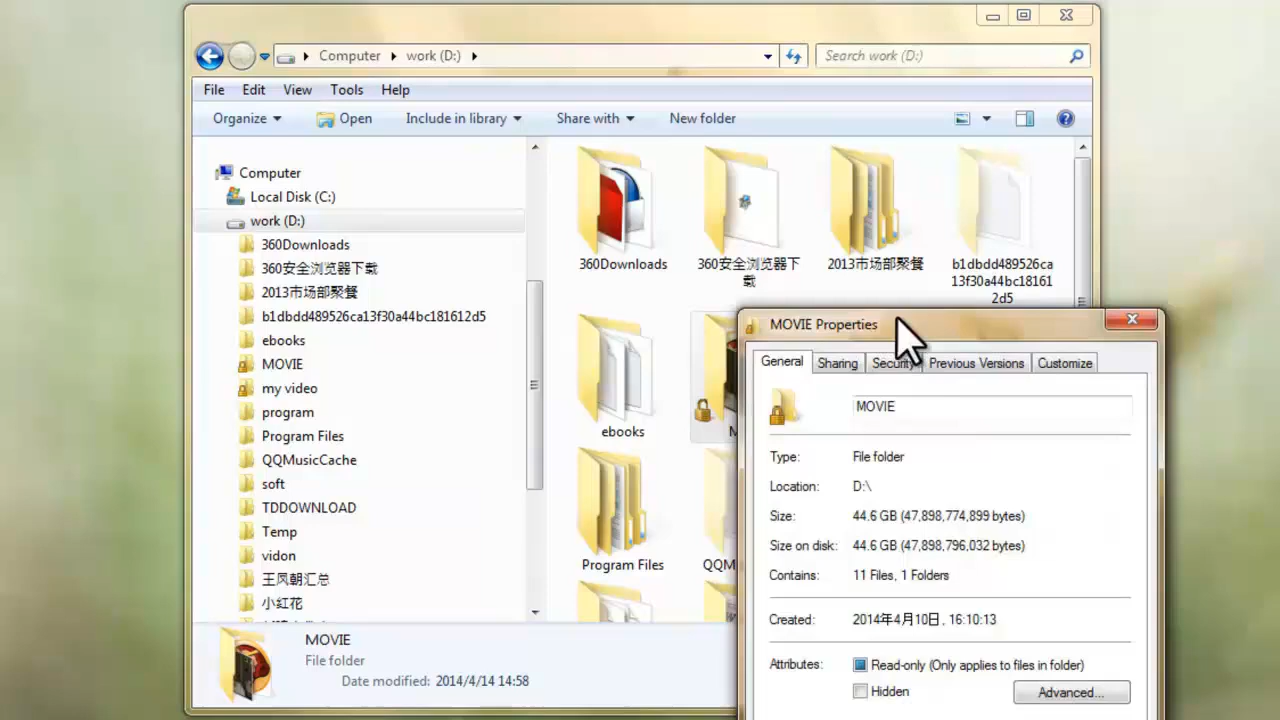 Computer
work (D:)
Search work (D:)
File
Edit
View
Tools
Help
Organize
Open
Include in library
Share with
New folder
Computer
Local Disk (C:)
work (D:)
360Downloads
360安全浏览器下载
2013市场部聚餐
b1dbdd489526ca13f30a44bc181612d5
ebooks
MOVIE
my video
program
Program Files
QQMusicCache
soft
TDDOWNLOAD
Temp
vidon
王凤朝汇总
小红花
360Downloads
360安全浏览器下
载
2013市场部聚餐
b1dbdd489526ca
13f30a44bc18161
2d5
ebooks
Program Files
MOVIE
File folder
Date modified: 2014/4/14 14:58
MOVIE Properties
General
Sharing
Security
Previous Versions
Customize
MOVIE
Type: File folder
Location: D:\
Size: 44.6 GB (47,898,774,899 bytes)
Size on disk: 44.6 GB (47,898,796,032 bytes)
Contains: 11 Files, 1 Folders
Created: 2014年4月10日, 16:10:13
Attributes: Read-only (Only applies to files in folder)
Hidden
Advanced...